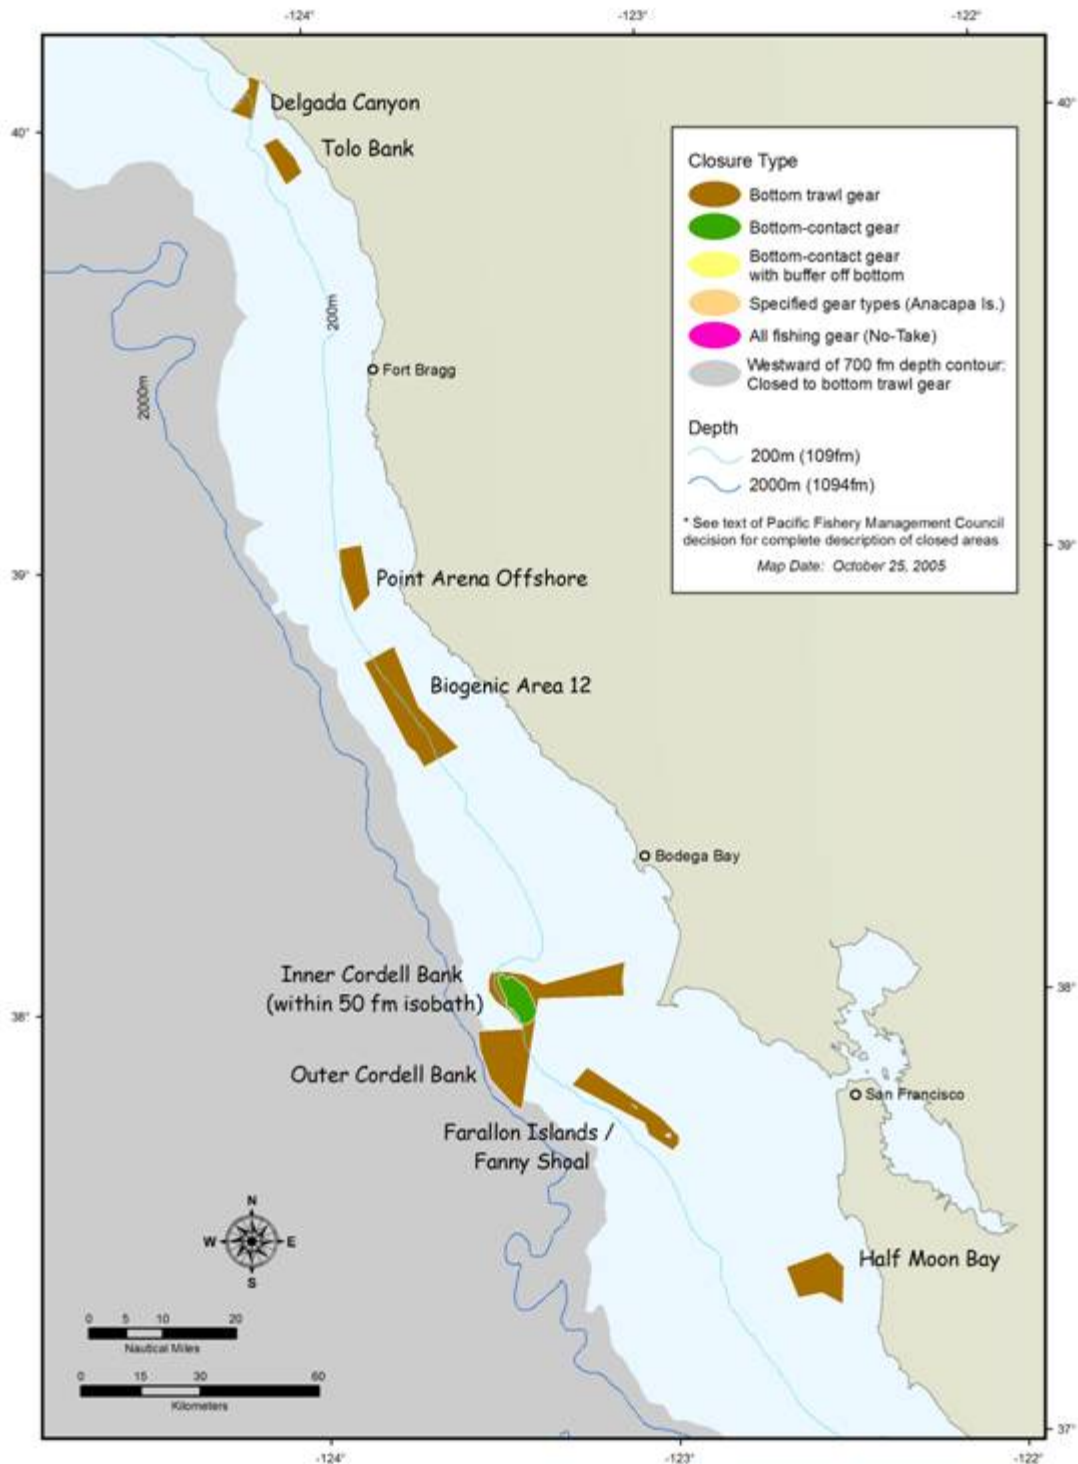 -124°
-123°
-122°
40°
40°
Delgada Canyon
Tolo Bank
Closure Type
Bottom trawl gear
Bottom-contact gear
Bottom-contact gear
with buffer off bottom
Specified gear types (Anacapa Is.)
All fishing gear (No-Take)
Westward of 700 fm depth contour:
Closed to bottom trawl gear
Depth
200m (109fm)
2000m (1094fm)
* See text of Pacific Fishery Management Council
decision for complete description of closed areas
Map Date: October 25, 2005
200m
2000m
Fort Bragg
39°
39°
Point Arena Offshore
Biogenic Area 12
Bodega Bay
Inner Cordell Bank
(within 50 fm isobath)
38°
38°
Outer Cordell Bank
San Francisco
Farallon Islands /
Fanny Shoal
N
W E
S
Half Moon Bay
0 5 10 20
Nautical Miles
0 15 30 60
Kilometers
37°
-124°
-123°
-122°